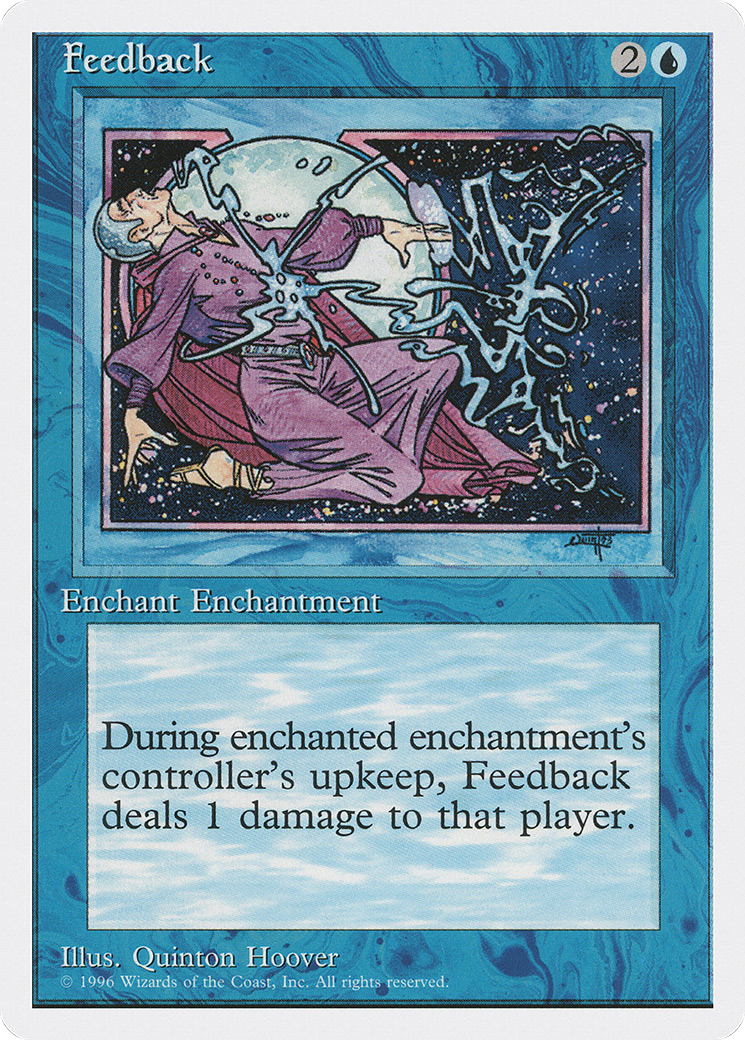 Feedback 2
Enchant Enchantment
During enchanted enchantment's
controller's upkeep, Feedback
deals 1 damage to that player.
Illus. Quinton Hoover
© 1996 Wizards of the Coast, Inc. All rights reserved.